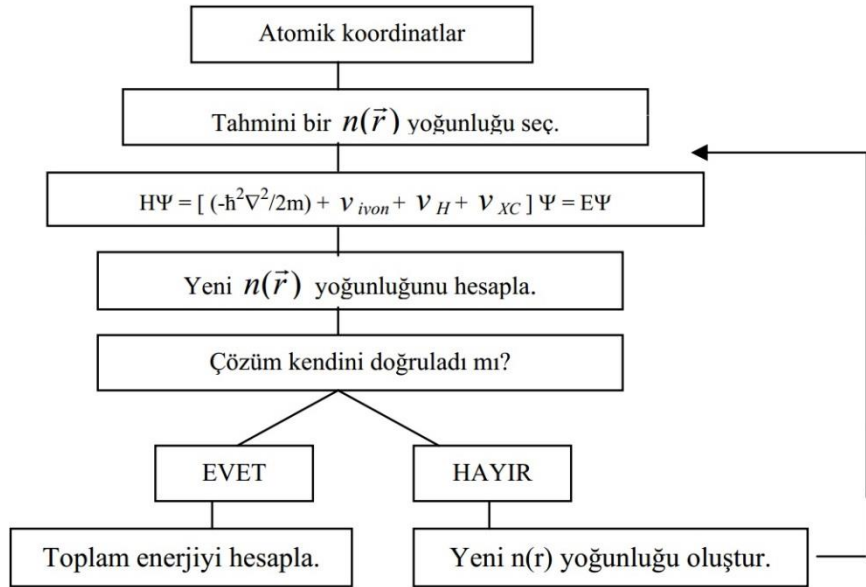 Atomik koordinatlar
Tahmini bir n(r⃗) yoğunluğu seç.
HΨ = [ (-ħ²∇²/2m) + V ivon + V H + V XC ] Ψ = EΨ
Yeni n(r⃗) yoğunluğunu hesapla.
Çözüm kendini doğruladı mı?
EVET
HAYIR
Toplam enerjiyi hesapla.
Yeni n(r) yoğunluğu oluştur.